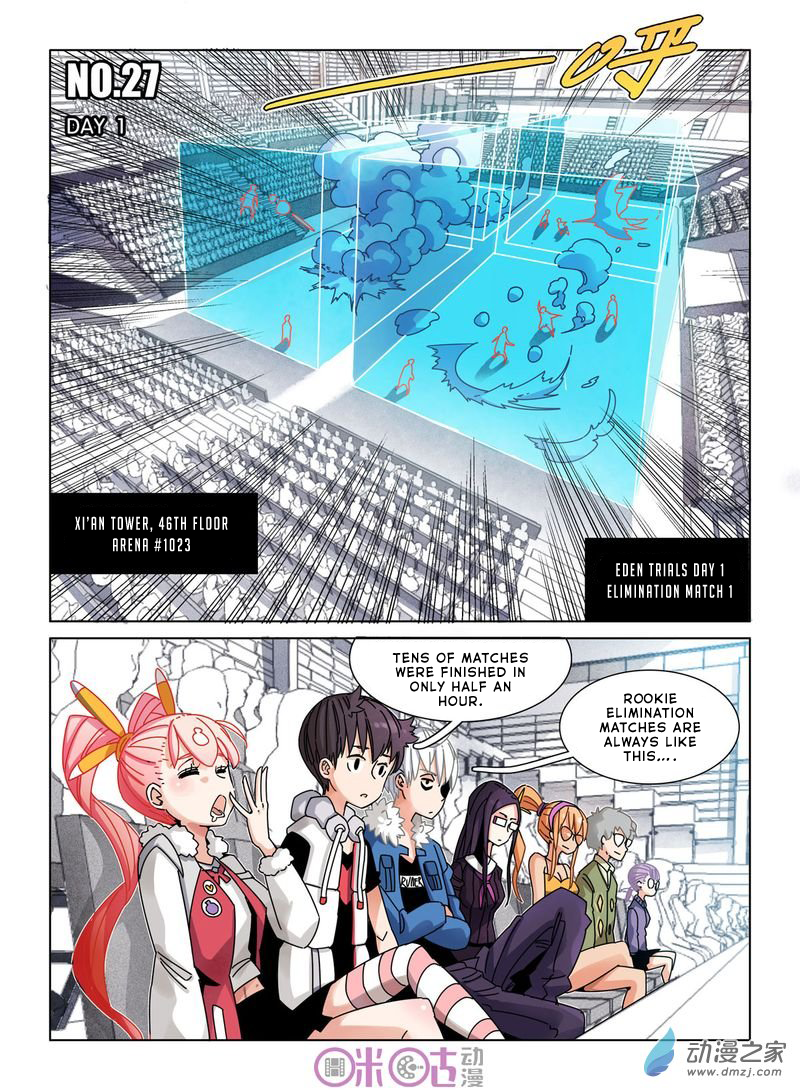 一呼
NO.27
DAY 1
XI'AN TOWER, 46TH FLOOR
ARENA #1023
EDEN TRIALS DAY 1
ELIMINATION MATCH 1
TENS OF MATCHES
WERE FINISHED IN
ONLY HALF AN
HOUR.
ROOKIE
ELIMINATION
MATCHES ARE
ALWAYS LIKE
THIS....
RUMER
咪咕动漫
动漫之家
www.dmzj.com